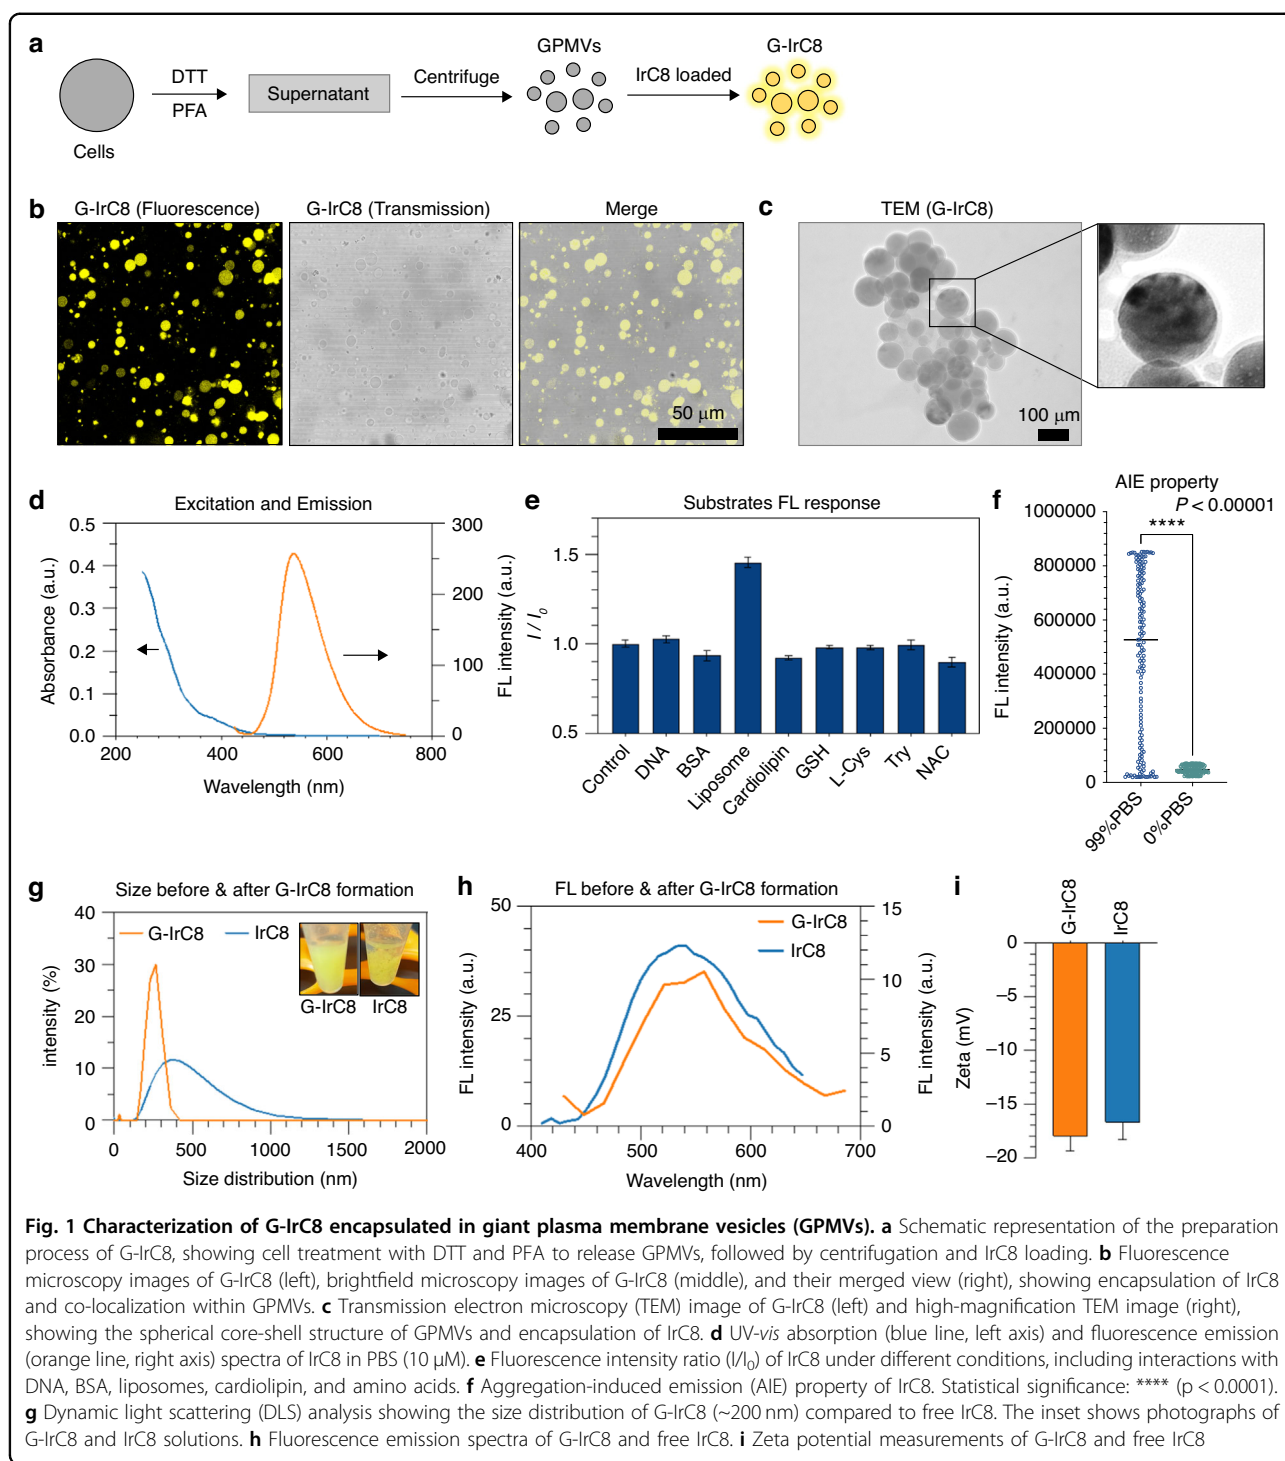 a
Cells
DTT
PFA
Supernatant
Centrifuge
GPMVs
IrC8 loaded
G-IrC8
b
G-IrC8 (Fluorescence)
G-IrC8 (Transmission)
Merge
50 μm
c
TEM (G-IrC8)
100 μm
d
Excitation and Emission
Absorbance (a.u.)
0.5
0.4
0.3
0.2
0.1
0.0
300
200
100
0
FL intensity (a.u.)
200
400
600
800
Wavelength (nm)
e
Substrates FL response
I / I0
1.5
1.0
0.5
Control
DNA
BSA
Liposome
Cardiolipin
GSH
L-Cys
Try
NAC
f
AIE property
P < 0.00001
****
FL intensity (a.u.)
1000000
800000
600000
400000
200000
0
99%PBS
0%PBS
g
Size before & after G-IrC8 formation
intensity (%)
40
30
20
10
0
G-IrC8
IrC8
G-IrC8
IrC8
0
500
1000
1500
2000
Size distribution (nm)
h
FL before & after G-IrC8 formation
FL intensity (a.u.)
50
25
0
G-IrC8
IrC8
15
10
5
0
FL intensity (a.u.)
400
500
600
700
Wavelength (nm)
i
G-IrC8
IrC8
Zeta (mV)
0
−5
−10
−15
−20
Fig. 1 Characterization of G-IrC8 encapsulated in giant plasma membrane vesicles (GPMVs). a Schematic representation of the preparation
process of G-IrC8, showing cell treatment with DTT and PFA to release GPMVs, followed by centrifugation and IrC8 loading. b Fluorescence
microscopy images of G-IrC8 (left), brightfield microscopy images of G-IrC8 (middle), and their merged view (right), showing encapsulation of IrC8
and co-localization within GPMVs. c Transmission electron microscopy (TEM) image of G-IrC8 (left) and high-magnification TEM image (right),
showing the spherical core-shell structure of GPMVs and encapsulation of IrC8. d UV-vis absorption (blue line, left axis) and fluorescence emission
(orange line, right axis) spectra of IrC8 in PBS (10 μM). e Fluorescence intensity ratio (I/I0) of IrC8 under different conditions, including interactions with
DNA, BSA, liposomes, cardiolipin, and amino acids. f Aggregation-induced emission (AIE) property of IrC8. Statistical significance: **** (p < 0.0001).
g Dynamic light scattering (DLS) analysis showing the size distribution of G-IrC8 (~200 nm) compared to free IrC8. The inset shows photographs of
G-IrC8 and IrC8 solutions. h Fluorescence emission spectra of G-IrC8 and free IrC8. i Zeta potential measurements of G-IrC8 and free IrC8